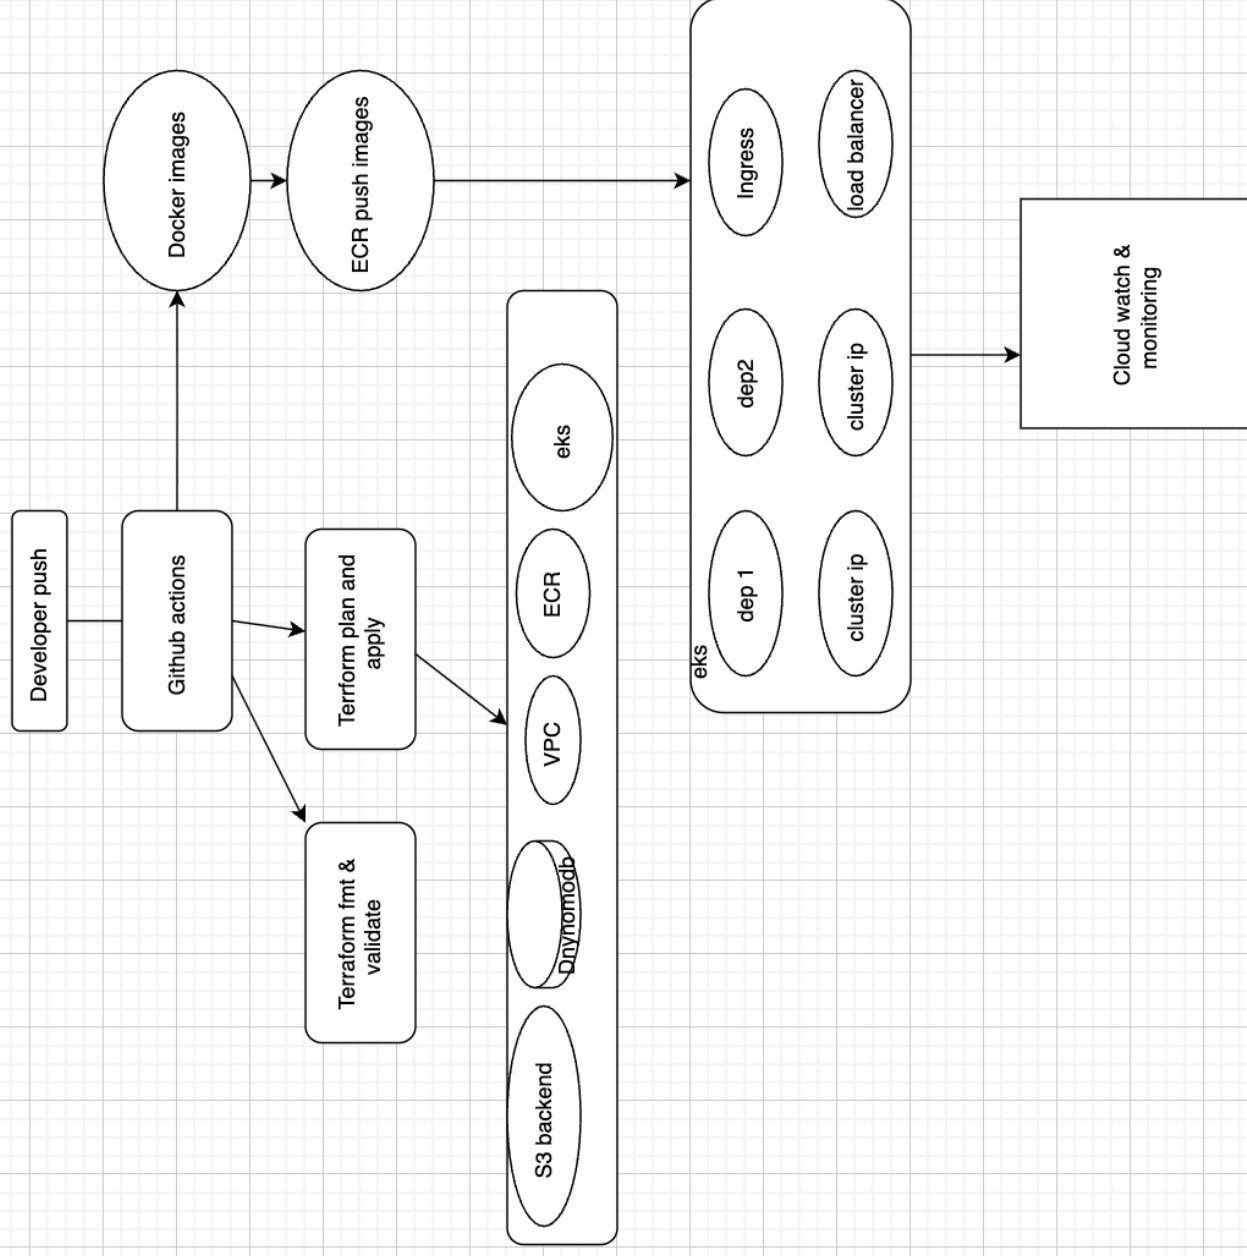 Developer push
Github actions
Docker images
ECR push images
Terraform fmt &
validate
Terrform plan and
apply
S3 backend
Dnynomodb
VPC
ECR
eks
eks
dep 1
dep2
Ingress
cluster ip
cluster ip
load balancer
Cloud watch &
monitoring